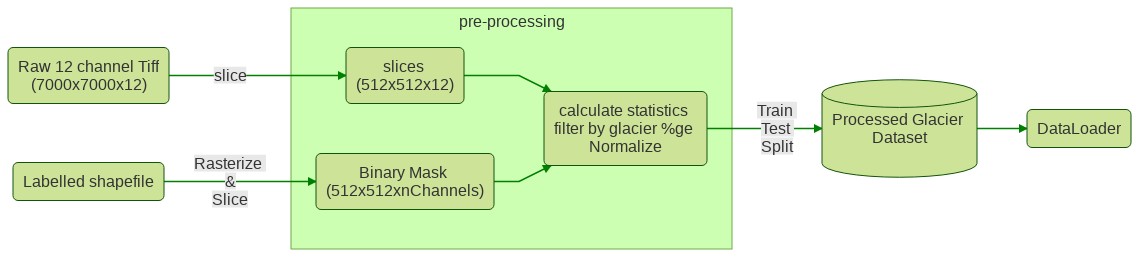 pre-processing
Raw 12 channel Tiff
(7000x7000x12)
slice
slices
(512x512x12)
calculate statistics
filter by glacier %ge
Normalize
Train
Test
Split
Processed Glacier
Dataset
DataLoader
Labelled shapefile
Rasterize
&
Slice
Binary Mask
(512x512xnChannels)